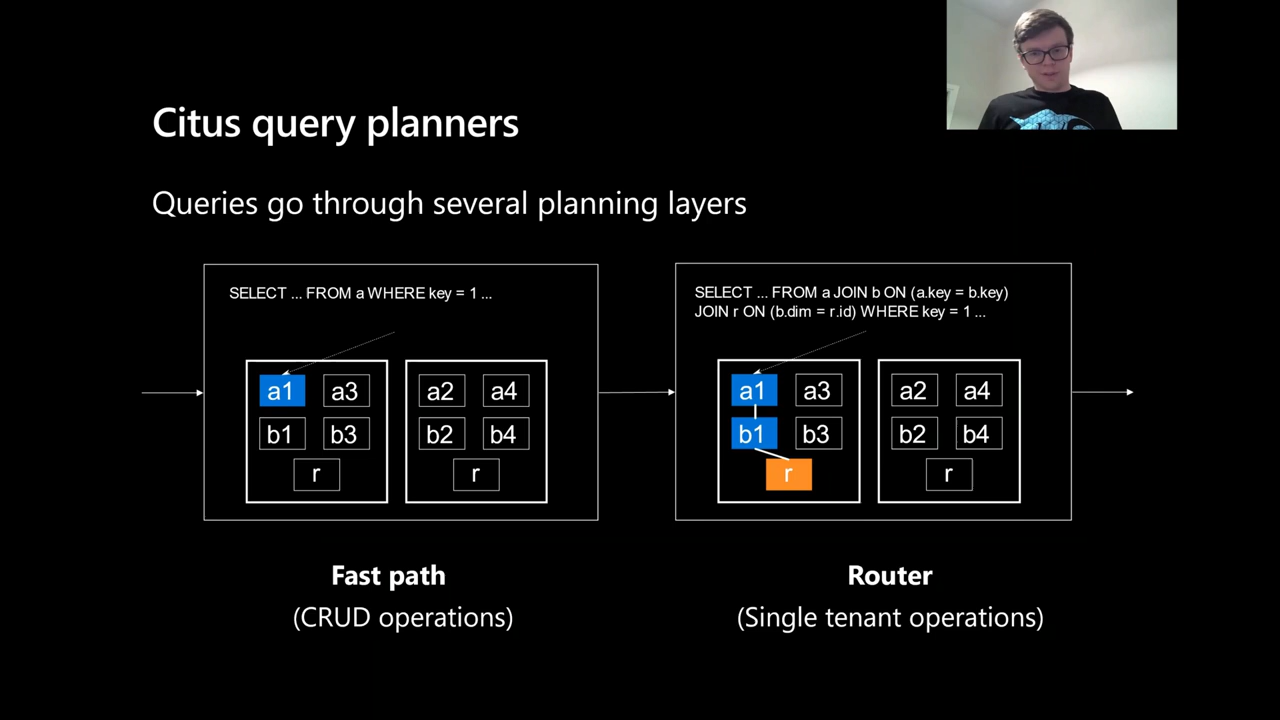 Citus query planners
Queries go through several planning layers
SELECT ... FROM a WHERE key = 1 ...
a1 a3 a2 a4
b1 b3 b2 b4
r r
SELECT ... FROM a JOIN b ON (a.key = b.key)
JOIN r ON (b.dim = r.id) WHERE key = 1 ...
a1 a3 a2 a4
b1 b3 b2 b4
r r
Fast path
(CRUD operations)
Router
(Single tenant operations)